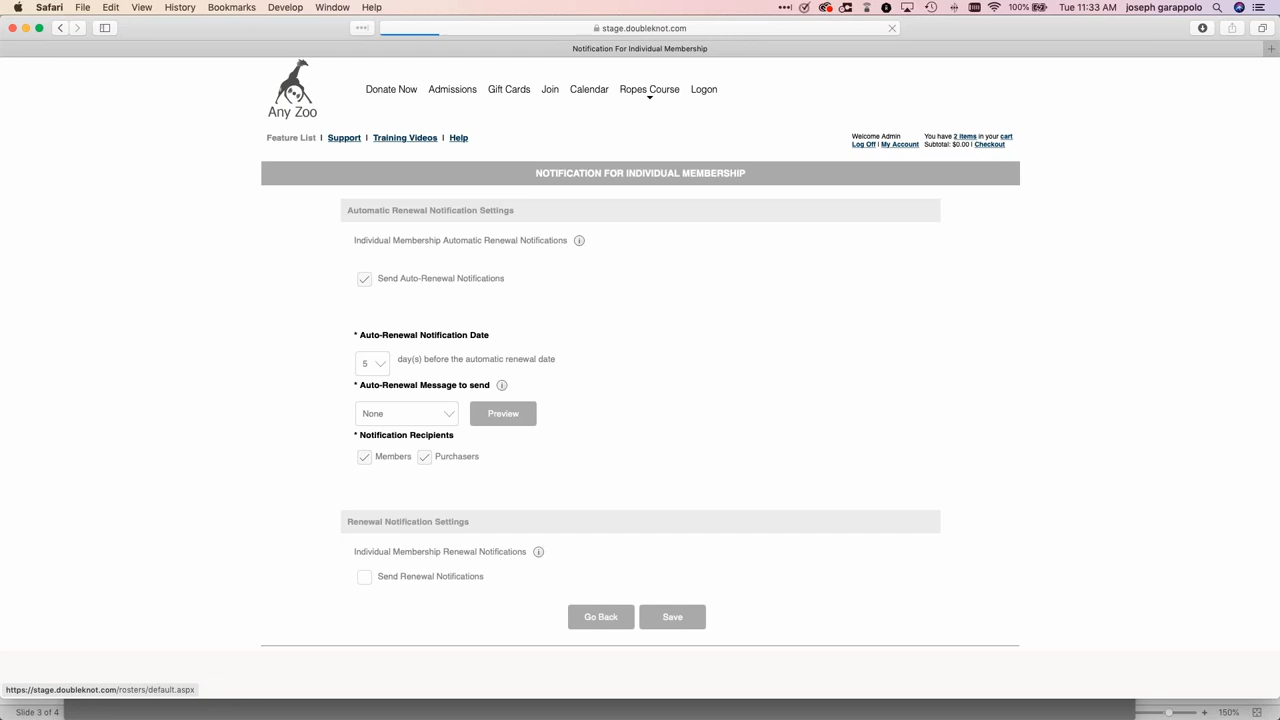 Safari File Edit View History Bookmarks Develop Window Help 100% Tue 11:33 AM joseph garappolo
stage.doubleknot.com
Notification For Individual Membership
Any Zoo
Donate Now Admissions Gift Cards Join Calendar Ropes Course Logon
Feature List | Support | Training Videos | Help
Welcome Admin You have 2 items in your cart
Log Off | My Account Subtotal: $0.00 | Checkout
NOTIFICATION FOR INDIVIDUAL MEMBERSHIP
Automatic Renewal Notification Settings
Individual Membership Automatic Renewal Notifications i
Send Auto-Renewal Notifications
* Auto-Renewal Notification Date
5 day(s) before the automatic renewal date
* Auto-Renewal Message to send i
None Preview
* Notification Recipients
Members Purchasers
Renewal Notification Settings
Individual Membership Renewal Notifications i
Send Renewal Notifications
Go Back Save
https://stage.doubleknot.com/rosters/default.aspx
Slide 3 of 4 150%